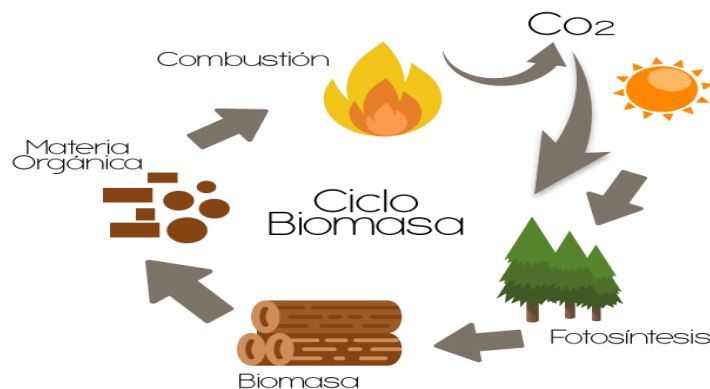 Co2
Combustión
Materia
Orgánica
Ciclo
Biomasa
Fotosíntesis
Biomasa